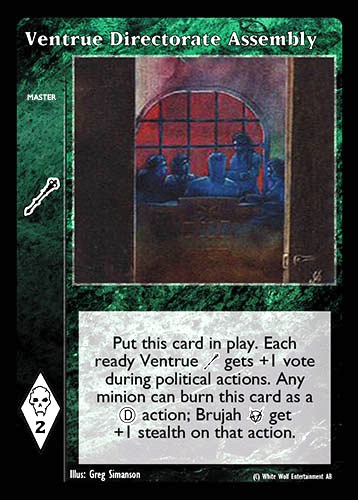 Ventrue Directorate Assembly
MASTER
Put this card in play. Each
ready Ventrue gets +1 vote
during political actions. Any
minion can burn this card as a
D action; Brujah get
+1 stealth on that action.
2
Illus: Greg Simanson
(C) White Wolf Entertainment AB